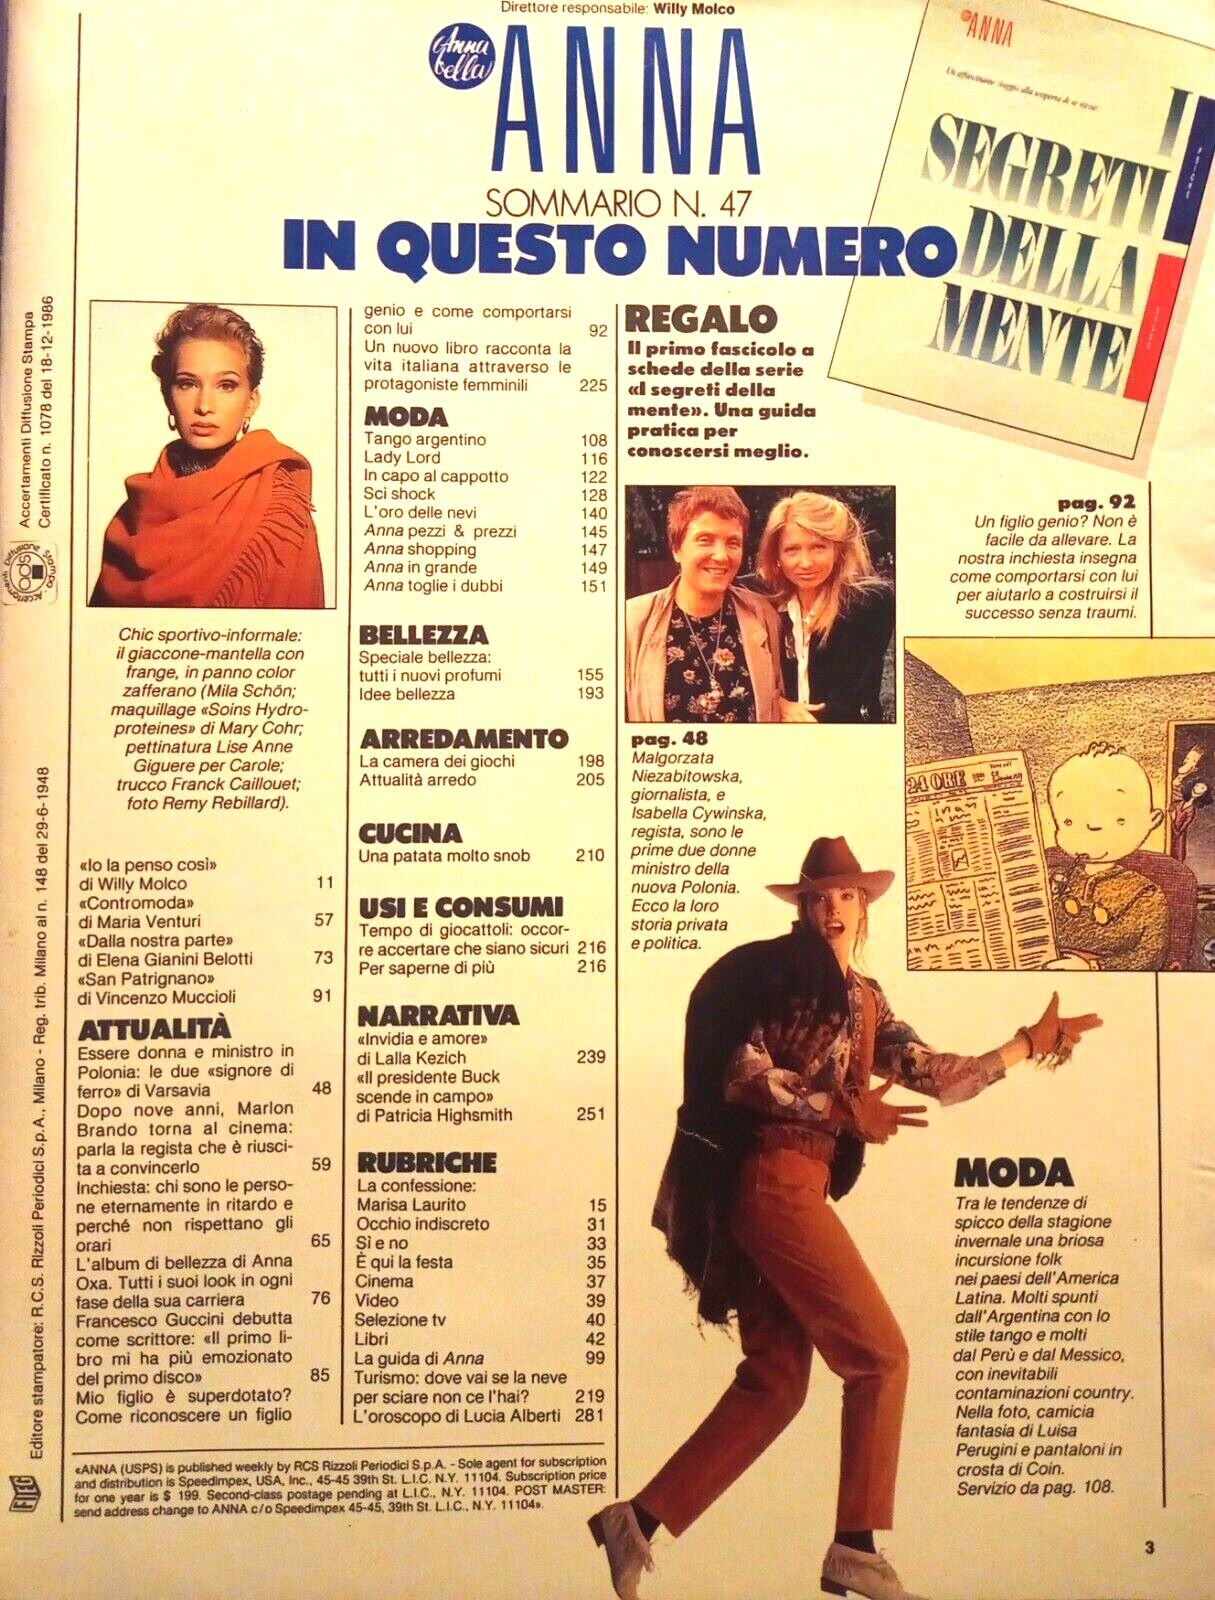 Direttore responsabile: Willy Molco
Anna
bella
ANNA
SOMMARIO N. 47
IN QUESTO NUMERO
ANNA
Un affascinante viaggio alla scoperta di se stessi
I
SEGRETI
DELLA
MENTE
Accertamenti Diffusione Stampa
Certificato n. 1078 del 18-12-1986
Editore stampatore: R.C.S. Rizzoli Periodici S.p.A., Milano - Reg. trib. Milano al n. 148 del 29-6-1948
Chic sportivo-informale:
il giaccone-mantella con
frange, in panno color
zafferano (Mila Schön;
maquillage «Soins Hydro-
proteines» di Mary Cohr;
pettinatura Lise Anne
Giguere per Carole;
trucco Franck Caillouet;
foto Remy Rebillard).
«Io la penso così»
di Willy Molco 11
«Contromoda»
di Maria Venturi 57
«Dalla nostra parte»
di Elena Gianini Belotti 73
«San Patrignano»
di Vincenzo Muccioli 91
ATTUALITÀ
Essere donna e ministro in
Polonia: le due «signore di
ferro» di Varsavia 48
Dopo nove anni, Marlon
Brando torna al cinema:
parla la regista che è riusci-
ta a convincerlo 59
Inchiesta: chi sono le perso-
ne eternamente in ritardo e
perché non rispettano gli
orari 65
L'album di bellezza di Anna
Oxa. Tutti i suoi look in ogni
fase della sua carriera 76
Francesco Guccini debutta
come scrittore: «Il primo li-
bro mi ha più emozionato
del primo disco» 85
Mio figlio è superdotato?
Come riconoscere un figlio
genio e come comportarsi
con lui 92
Un nuovo libro racconta la
vita italiana attraverso le
protagoniste femminili 225
MODA
Tango argentino 108
Lady Lord 116
In capo al cappotto 122
Sci shock 128
L'oro delle nevi 140
Anna pezzi & prezzi 145
Anna shopping 147
Anna in grande 149
Anna toglie i dubbi 151
BELLEZZA
Speciale bellezza:
tutti i nuovi profumi 155
Idee bellezza 193
ARREDAMENTO
La camera dei giochi 198
Attualità arredo 205
CUCINA
Una patata molto snob 210
USI E CONSUMI
Tempo di giocattoli: occor-
re accertare che siano sicuri 216
Per saperne di più 216
NARRATIVA
«Invidia e amore»
di Lalla Kezich 239
«Il presidente Buck
scende in campo»
di Patricia Highsmith 251
RUBRICHE
La confessione:
Marisa Laurito 15
Occhio indiscreto 31
Sì e no 33
È qui la festa 35
Cinema 37
Video 39
Selezione tv 40
Libri 42
La guida di Anna 99
Turismo: dove vai se la neve
per sciare non ce l'hai? 219
L'oroscopo di Lucia Alberti 281
REGALO
Il primo fascicolo a
schede della serie
«I segreti della
mente». Una guida
pratica per
conoscersi meglio.
pag. 48
Malgorzata
Niezabitowska,
giornalista, e
Isabella Cywinska,
regista, sono le
prime due donne
ministro della
nuova Polonia.
Ecco la loro
storia privata
e politica.
pag. 92
Un figlio genio? Non è
facile da allevare. La
nostra inchiesta insegna
come comportarsi con lui
per aiutarlo a costruirsi il
successo senza traumi.
24 ORE
MODA
Tra le tendenze di
spicco della stagione
invernale una briosa
incursione folk
nei paesi dell'America
Latina. Molti spunti
dall'Argentina con lo
stile tango e molti
dal Perù e dal Messico,
con inevitabili
contaminazioni country.
Nella foto, camicia
fantasia di Luisa
Perugini e pantaloni in
crosta di Coin.
Servizio da pag. 108.
«ANNA (USPS) is published weekly by RCS Rizzoli Periodici S.p.A. - Sole agent for subscription
and distribution is Speedimpex, USA, Inc., 45-45 39th St. L.I.C. N.Y. 11104. Subscription price
for one year is $ 199. Second-class postage pending at L.I.C., N.Y. 11104. POST MASTER:
send address change to ANNA c/o Speedimpex 45-45, 39th St. L.I.C., N.Y. 11104».
3